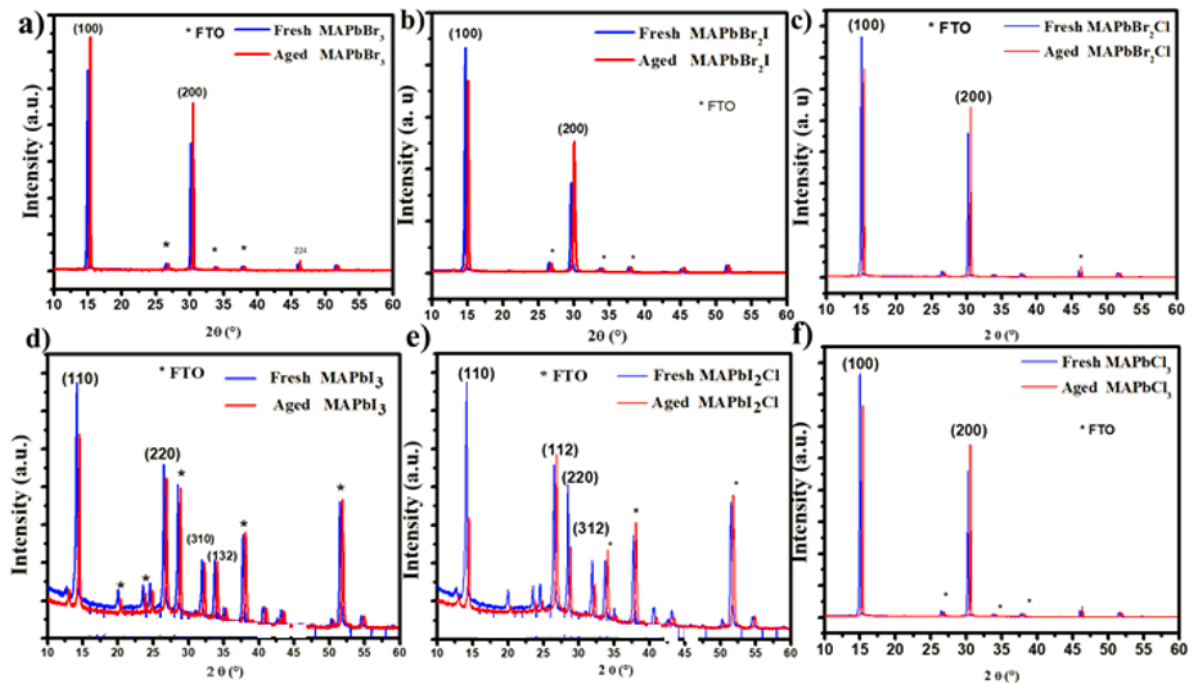 a)
(100)
* FTO
Fresh MAPbBr₃
Aged MAPbBr₃
(200)
*
*
*
224
Intensity (a.u.)
10 15 20 25 30 35 40 45 50 55 60
2θ (°)
b)
(100)
Fresh MAPbBr₂I
Aged MAPbBr₂I
* FTO
(200)
*
*
*
Intensity (a. u)
10 15 20 25 30 35 40 45 50 55 60
2θ (°)
c)
(100)
* FTO
Fresh MAPbBr₂Cl
Aged MAPbBr₂Cl
(200)
*
Intensity (a. u)
10 15 20 25 30 35 40 45 50 55 60
2 θ (°)
d)
(110)
* FTO
Fresh MAPbI₃
Aged MAPbI₃
(220)
*
*
(310)
*
(132)
*
*
*
Intensity (a.u.)
10 15 20 25 30 35 40 45 50 55 60
2 θ (°)
e)
(110)
* FTO
Fresh MAPbI₂Cl
Aged MAPbI₂Cl
(112)
(220)
*
*
(312)
*
Intensity (a.u.)
10 15 20 25 30 35 40 45 50 55 60
2 θ (°)
f)
(100)
Fresh MAPbCl₃
Aged MAPbCl₃
(200)
* FTO
*
*
*
Intensity (a.u.)
10 15 20 25 30 35 40 45 50 55 60
2 θ (°)